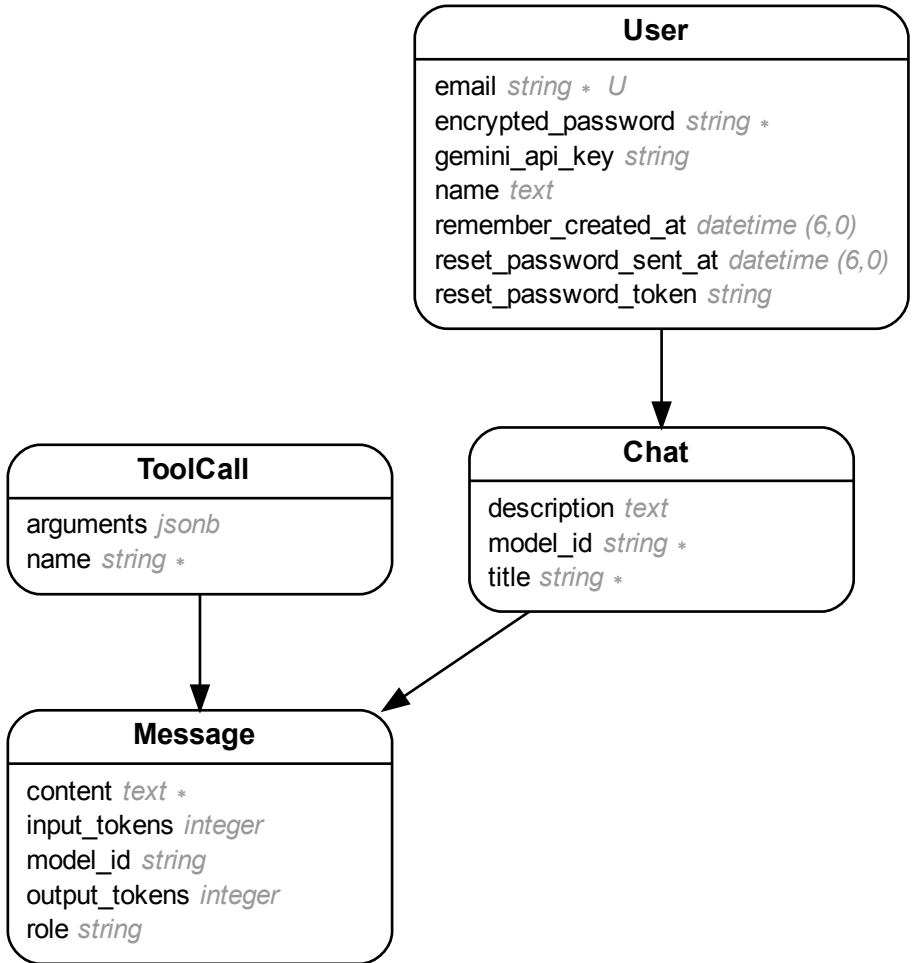 User
email string * U
encrypted_password string *
gemini_api_key string
name text
remember_created_at datetime (6,0)
reset_password_sent_at datetime (6,0)
reset_password_token string
ToolCall
arguments jsonb
name string *
Chat
description text
model_id string *
title string *
Message
content text *
input_tokens integer
model_id string
output_tokens integer
role string